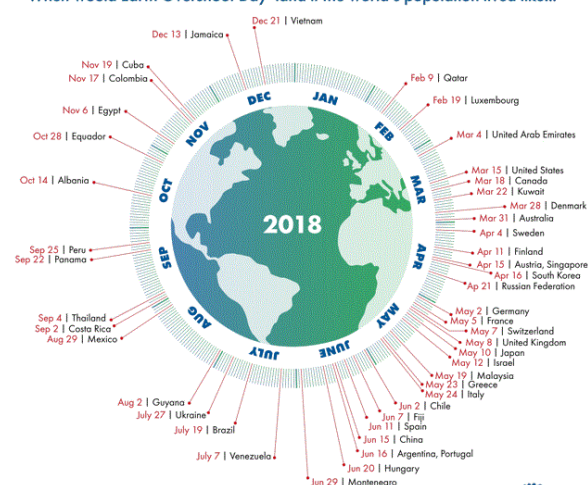 Dec 21 | Vietnam
Dec 13 | Jamaica
Nov 19 | Cuba
Nov 17 | Colombia
Nov 6 | Egypt
Oct 28 | Equador
Oct 14 | Albania
Sep 25 | Peru
Sep 22 | Panama
Sep 4 | Thailand
Sep 2 | Costa Rica
Aug 29 | Mexico
Aug 2 | Guyana
July 27 | Ukraine
July 19 | Brazil
July 7 | Venezuela
Feb 9 | Qatar
Feb 19 | Luxembourg
Mar 4 | United Arab Emirates
Mar 15 | United States
Mar 18 | Canada
Mar 22 | Kuwait
Mar 28 | Denmark
Mar 31 | Australia
Apr 4 | Sweden
Apr 11 | Finland
Apr 15 | Austria, Singapore
Apr 16 | South Korea
Ap 21 | Russian Federation
May 2 | Germany
May 5 | France
May 7 | Switzerland
May 8 | United Kingdom
May 10 | Japan
May 12 | Israel
May 19 | Malaysia
May 23 | Greece
May 24 | Italy
Jun 2 | Chile
Jun 7 | Fiji
Jun 11 | Spain
Jun 15 | China
Jun 16 | Argentina, Portugal
Jun 20 | Hungary
Jun 29 | Montenegro
JAN
FEB
MAR
APR
MAY
JUNE
JULY
AUG
SEP
OCT
NOV
DEC
2018